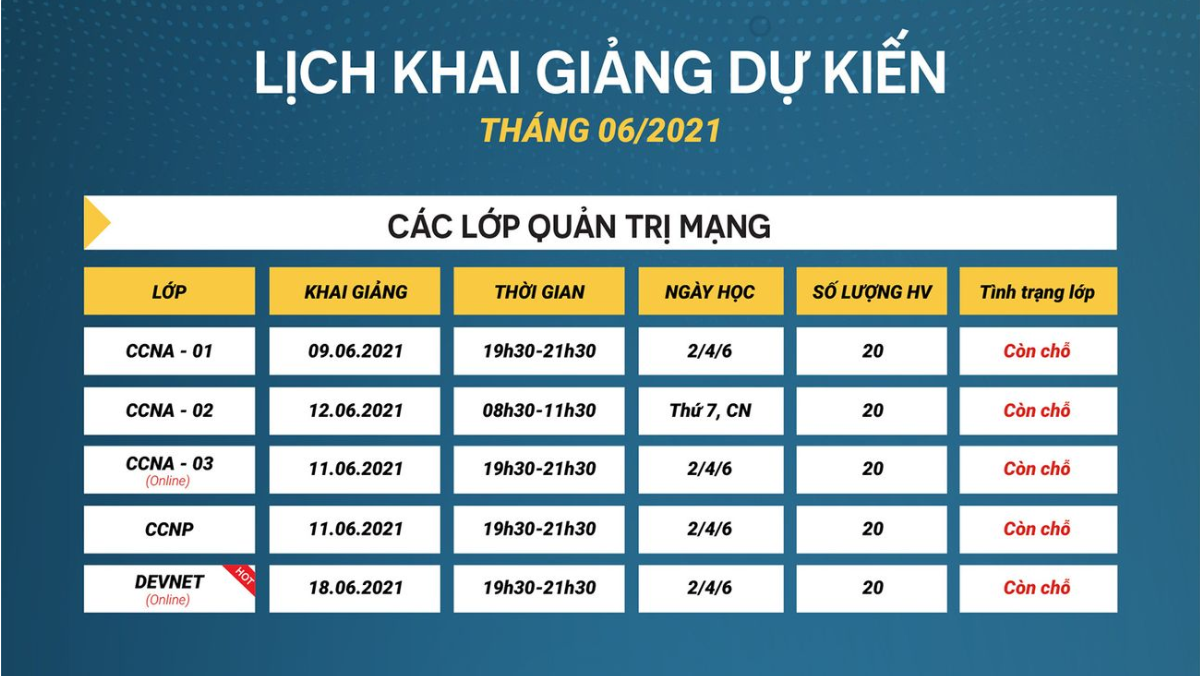 LỊCH KHAI GIẢNG DỰ KIẾN
THÁNG 06/2021
CÁC LỚP QUẢN TRỊ MẠNG
LỚP KHAI GIẢNG THỜI GIAN NGÀY HỌC SỐ LƯỢNG HV Tình trạng lớp
CCNA - 01 09.06.2021 19h30-21h30 2/4/6 20 Còn chỗ
CCNA - 02 12.06.2021 08h30-11h30 Thứ 7, CN 20 Còn chỗ
CCNA - 03 11.06.2021 19h30-21h30 2/4/6 20 Còn chỗ
(Online)
CCNP 11.06.2021 19h30-21h30 2/4/6 20 Còn chỗ
DEVNET HOT 18.06.2021 19h30-21h30 2/4/6 20 Còn chỗ
(Online)